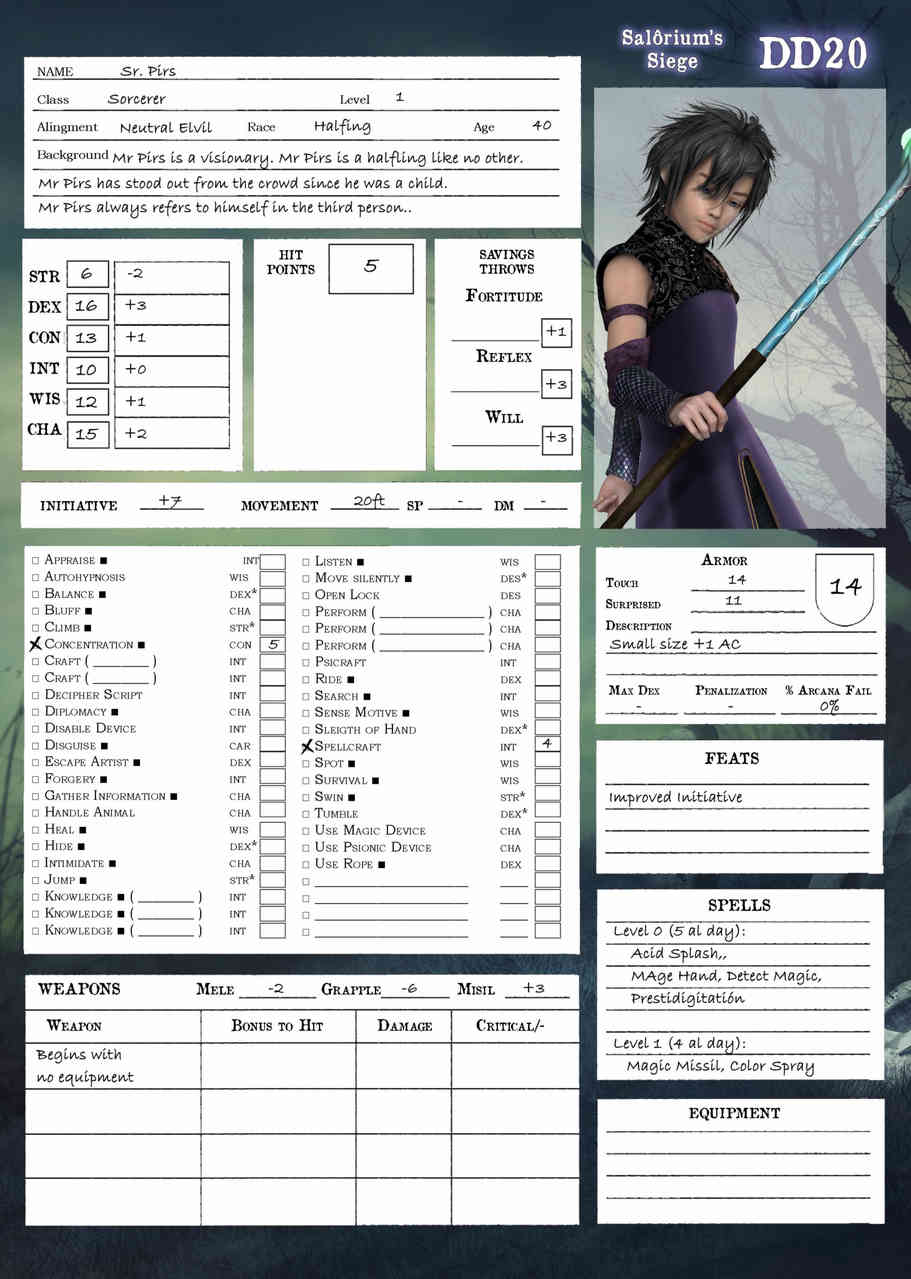 Salôrium's
Siege
DD20
NAME Sr. Pirs
Class Sorcerer Level 1
Alingment Neutral Elvil Race Halfing Age 40
Background Mr Pirs is a visionary. Mr Pirs is a halfling like no other.
Mr Pirs has stood out from the crowd since he was a child.
Mr Pirs always refers to himself in the third person..
STR 6 -2
DEX 16 +3
CON 13 +1
INT 10 +0
WIS 12 +1
CHA 15 +2
HIT
POINTS
5
SAVINGS
THROWS
FORTITUDE
+1
REFLEX
+3
WILL
+3
INITIATIVE +7 MOVEMENT 20ft SP - DM -
□ APPRAISE ■ INT
□ AUTOHYPNOSIS WIS
□ BALANCE ■ DEX*
□ BLUFF ■ CHA
□ CLIMB ■ STR*
X CONCENTRATION ■ CON 5
□ CRAFT ( ________ ) INT
□ CRAFT ( ________ ) INT
□ DECIPHER SCRIPT INT
□ DIPLOMACY ■ CHA
□ DISABLE DEVICE INT
□ DISGUISE ■ CAR
□ ESCAPE ARTIST ■ DEX
□ FORGERY ■ INT
□ GATHER INFORMATION ■ CHA
□ HANDLE ANIMAL CHA
□ HEAL ■ WIS
□ HIDE ■ DEX*
□ INTIMIDATE ■ CHA
□ JUMP ■ STR*
□ KNOWLEDGE ■ ( ________ ) INT
□ KNOWLEDGE ■ ( ________ ) INT
□ KNOWLEDGE ■ ( ________ ) INT
□ LISTEN ■ WIS
□ MOVE SILENTLY ■ DES*
□ OPEN LOCK DES
□ PERFORM ( ________ ) CHA
□ PERFORM ( ________ ) CHA
□ PERFORM ( ________ ) CHA
□ PSICRAFT INT
□ RIDE ■ DEX
□ SEARCH ■ INT
□ SENSE MOTIVE ■ WIS
□ SLEIGTH OF HAND DEX*
X SPELLCRAFT INT 4
□ SPOT ■ WIS
□ SURVIVAL ■ WIS
□ SWIN ■ STR*
□ TUMBLE DEX*
□ USE MAGIC DEVICE CHA
□ USE PSIONIC DEVICE CHA
□ USE ROPE ■ DEX
ARMOR
TOUCH 14
SURPRISED 11
14
DESCRIPTION
Small size +1 AC
MAX DEX PENALIZATION % ARCANA FAIL
- - 0%
FEATS
Improved Initiative
SPELLS
Level 0 (5 al day):
Acid Splash,,
MAge Hand, Detect Magic,
Prestidigitatión
Level 1 (4 al day):
Magic Missil, Color Spray
EQUIPMENT
WEAPONS MELE -2 GRAPPLE -6 MISIL +3
WEAPON BONUS TO HIT DAMAGE CRITICAL/-
Begins with
no equipment